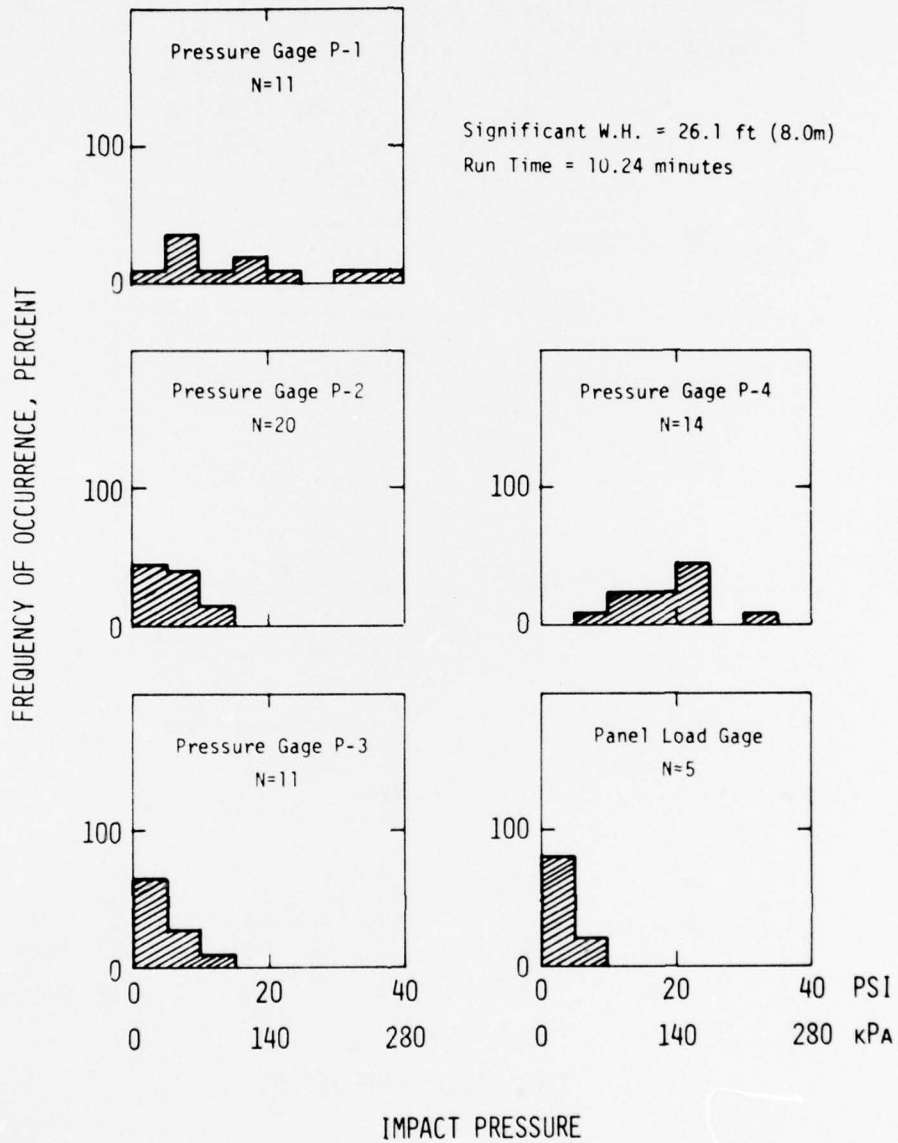 Pressure Gage P-1
N=11
100
0
Significant W.H. = 26.1 ft (8.0m)
Run Time = 10.24 minutes
FREQUENCY OF OCCURRENCE, PERCENT
Pressure Gage P-2
N=20
100
0
Pressure Gage P-4
N=14
100
0
Pressure Gage P-3
N=11
100
0
0 20 40
0 140 280
Panel Load Gage
N=5
100
0
0 20 40 PSI
0 140 280 KPA
IMPACT PRESSURE